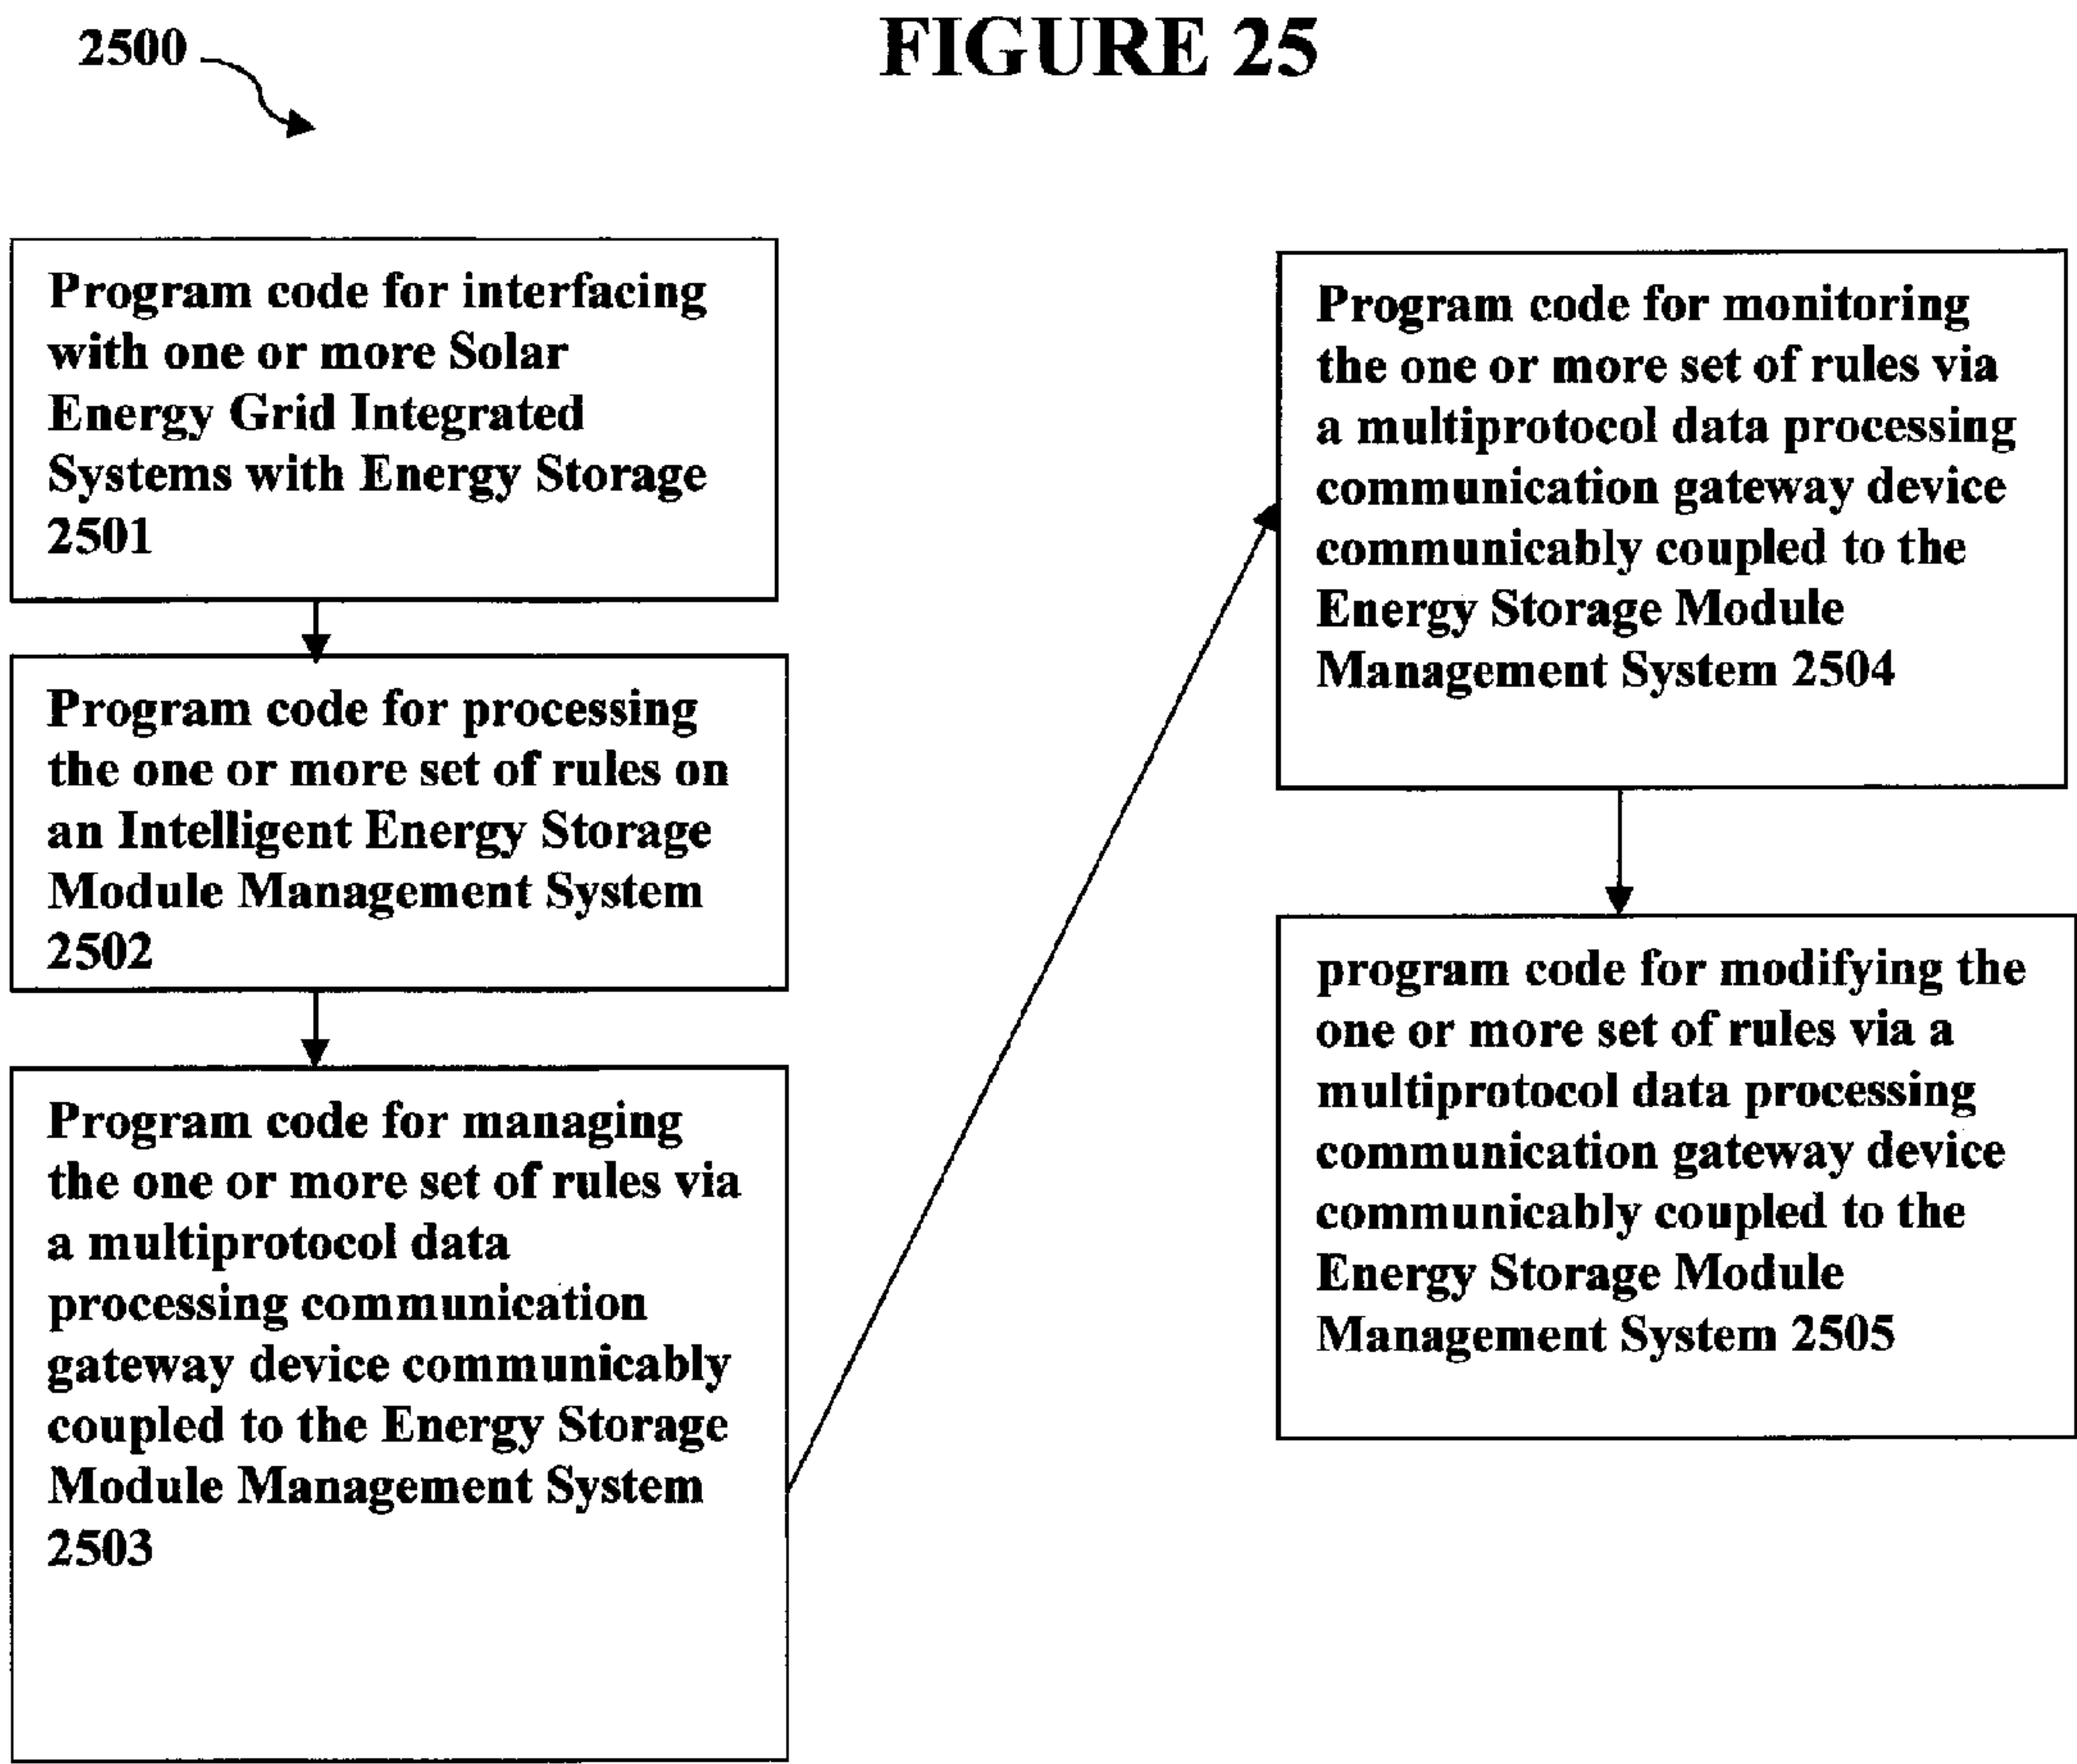 FIGURE 25
2500
Program code for interfacing
with one or more Solar
Energy Grid Integrated
Systems with Energy Storage
2501
Program code for processing
the one or more set of rules on
an Intelligent Energy Storage
Module Management System
2502
Program code for managing
the one or more set of rules via
a multiprotocol data
processing communication
gateway device communicably
coupled to the Energy Storage
Module Management System
2503
Program code for monitoring
the one or more set of rules via
a multiprotocol data processing
communication gateway device
communicably coupled to the
Energy Storage Module
Management System 2504
program code for modifying the
one or more set of rules via a
multiprotocol data processing
communication gateway device
communicably coupled to the
Energy Storage Module
Management System 2505